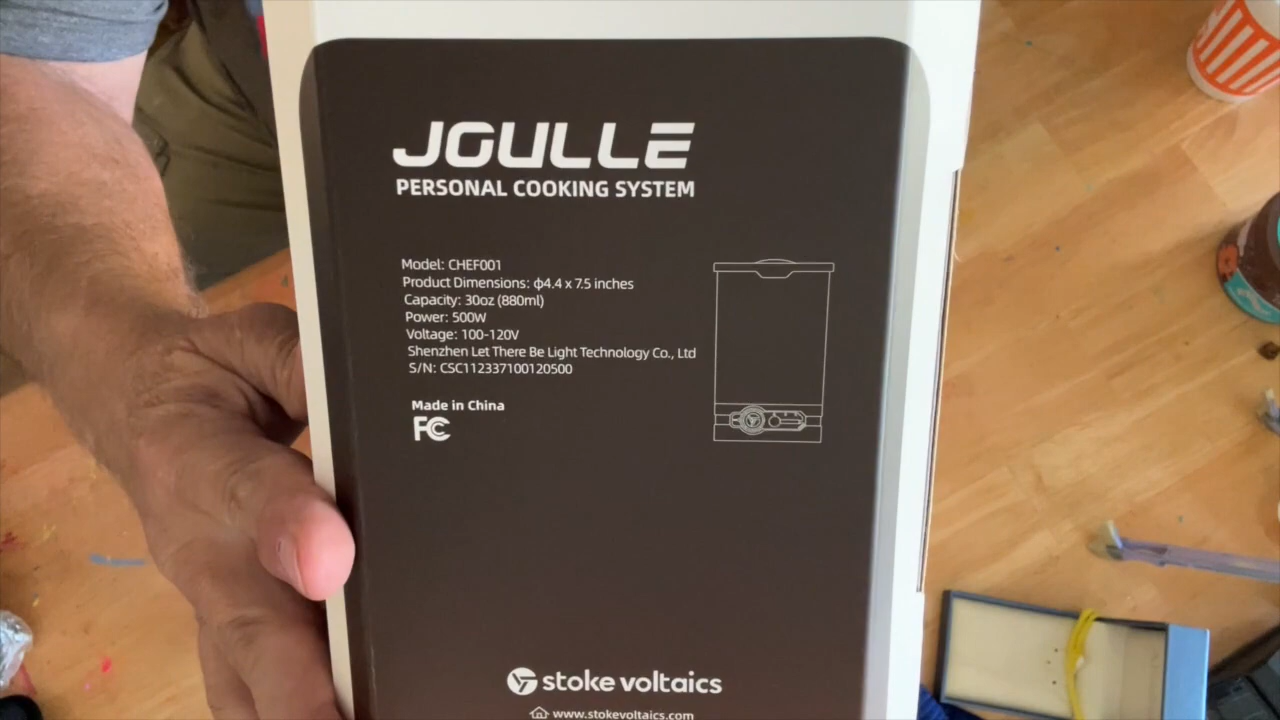 JOULLE
PERSONAL COOKING SYSTEM
Model: CHEF001
Product Dimensions: ф4.4 x 7.5 inches
Capacity: 30oz (880ml)
Power: 500W
Voltage: 100-120V
Shenzhen Let There Be Light Technology Co., Ltd
S/N: CSC112337100120500
Made in China
FC
stoke voltaics
www.stokevoltaics.com